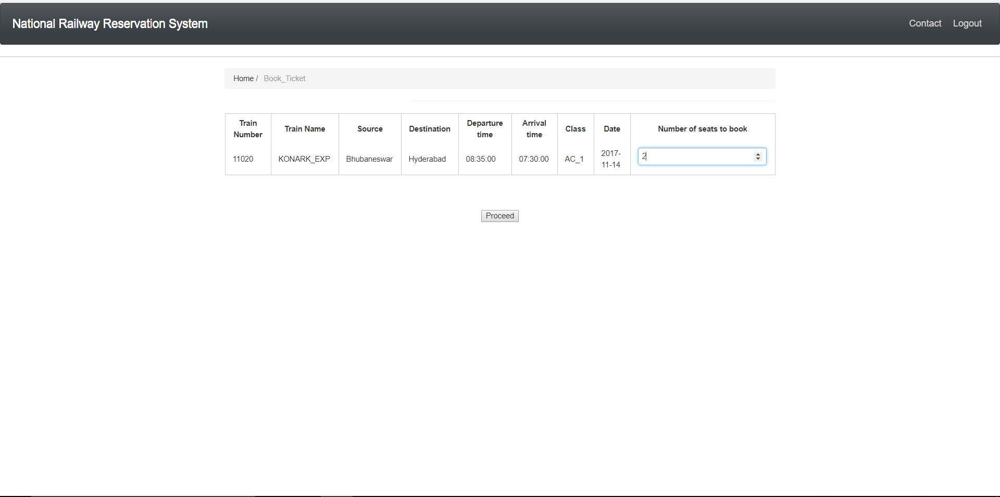 National Railway Reservation System
Contact Logout
Home / Book_Ticket
Train Number Train Name Source Destination Departure time Arrival time Class Date Number of seats to book
11020 KONARK_EXP Bhubaneswar Hyderabad 08:35:00 07:30:00 AC_1 2017-11-14 2
Proceed